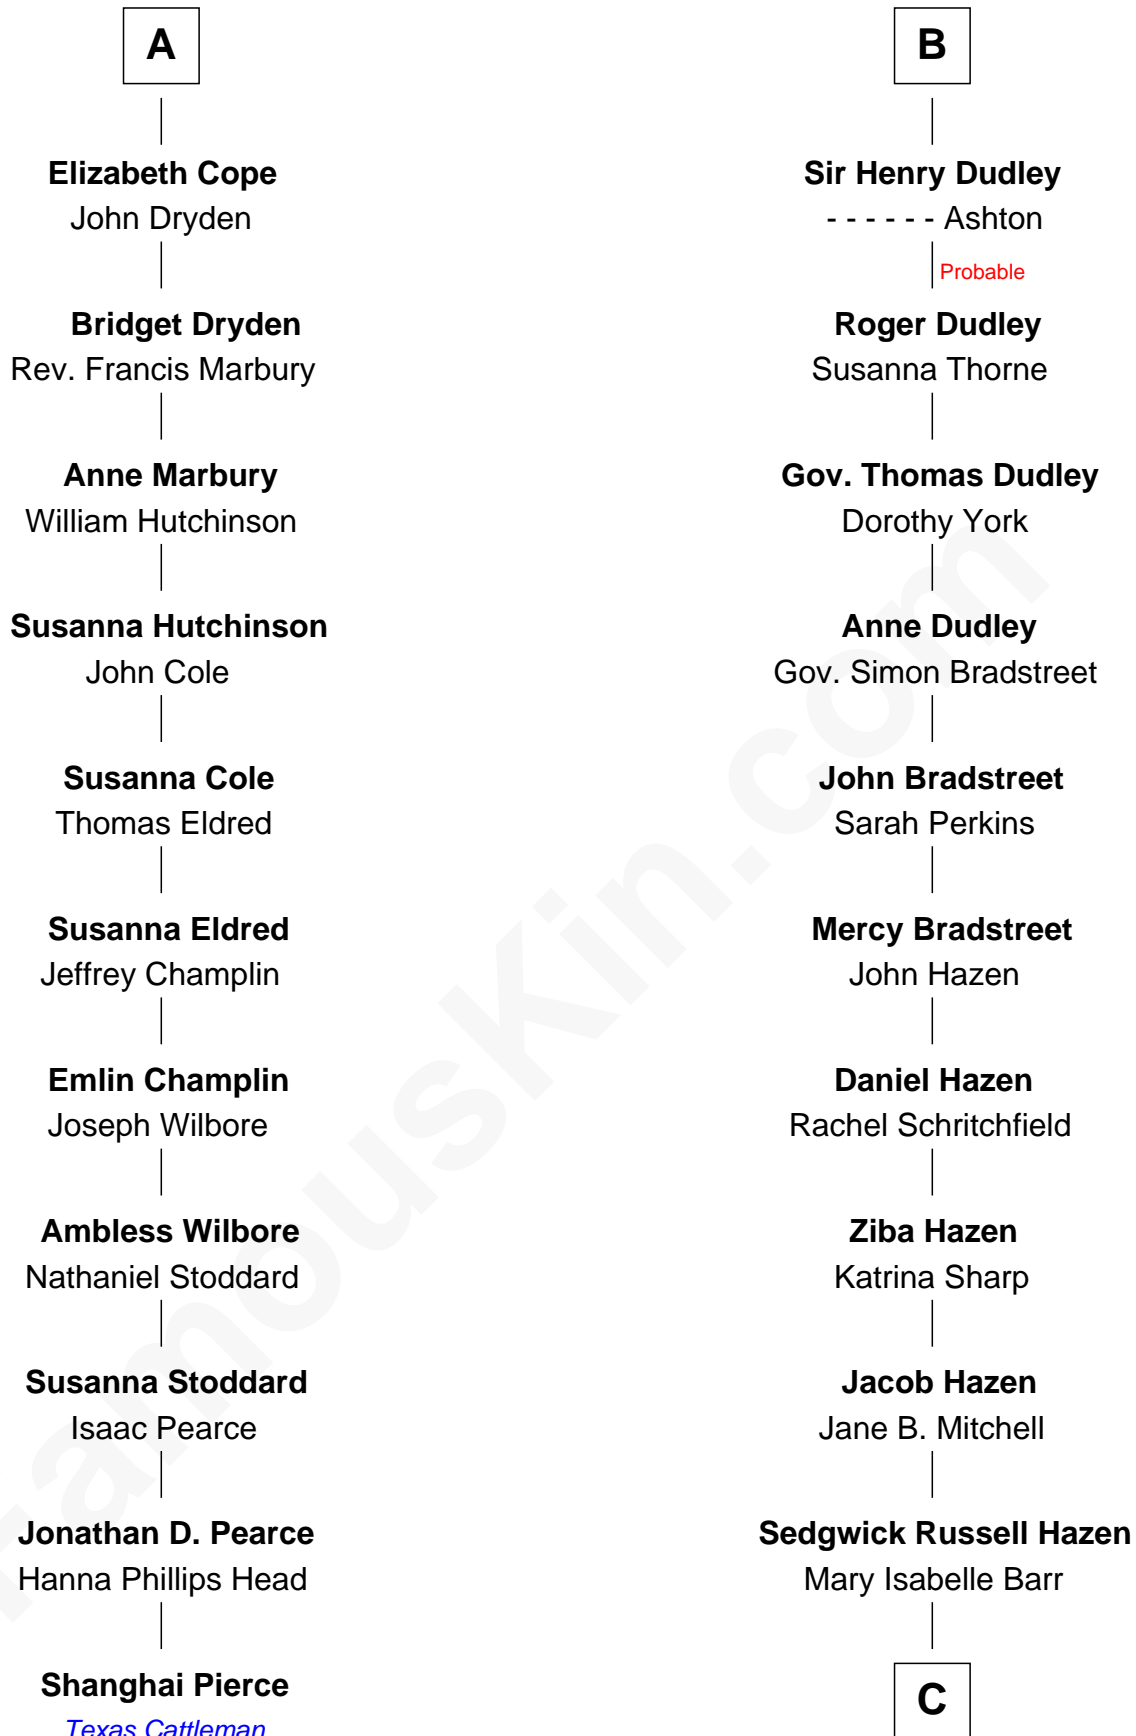 A
Elizabeth Cope
John Dryden
Bridget Dryden
Rev. Francis Marbury
Anne Marbury
William Hutchinson
Susanna Hutchinson
John Cole
Susanna Cole
Thomas Eldred
Susanna Eldred
Jeffrey Champlin
Emlin Champlin
Joseph Wilbore
Ambless Wilbore
Nathaniel Stoddard
Susanna Stoddard
Isaac Pearce
Jonathan D. Pearce
Hanna Phillips Head
Shanghai Pierce
Texas Cattleman
B
Sir Henry Dudley
- - - - - - Ashton
Probable
Roger Dudley
Susanna Thorne
Gov. Thomas Dudley
Dorothy York
Anne Dudley
Gov. Simon Bradstreet
John Bradstreet
Sarah Perkins
Mercy Bradstreet
John Hazen
Daniel Hazen
Rachel Schritchfield
Ziba Hazen
Katrina Sharp
Jacob Hazen
Jane B. Mitchell
Sedgwick Russell Hazen
Mary Isabelle Barr
C
FamousKin.com